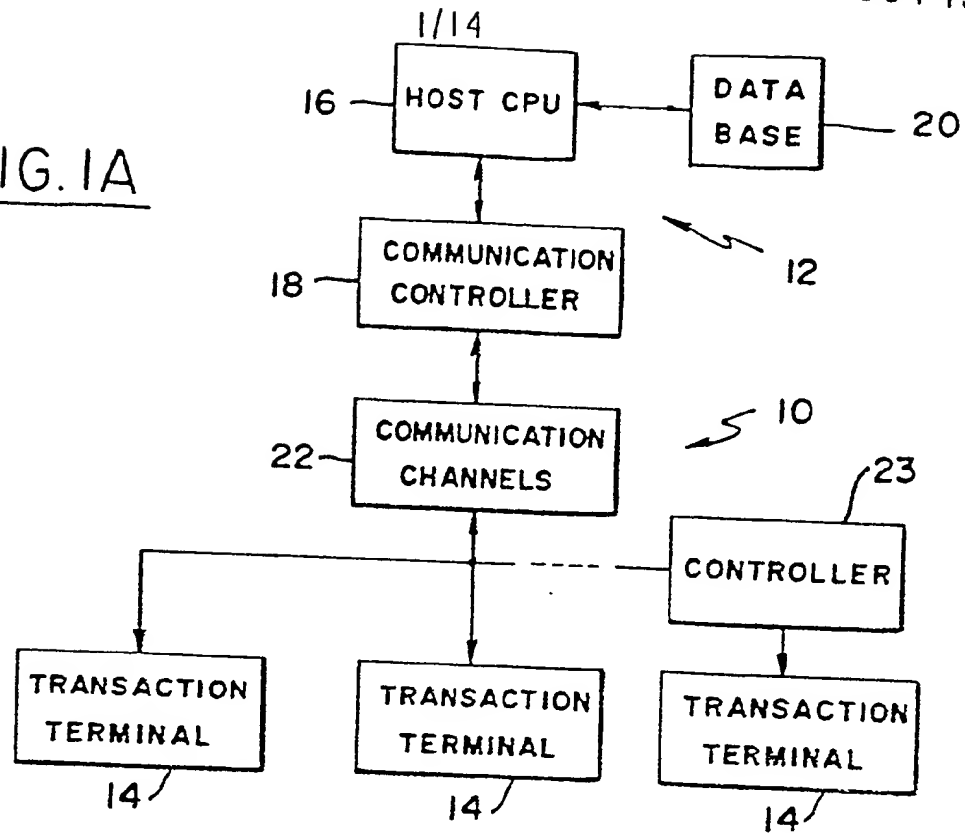 1/14
16 HOST CPU
DATA
BASE 20
IG. 1A
12
COMMUNICATION
18 CONTROLLER
10
COMMUNICATION
22 CHANNELS
23
CONTROLLER
TRANSACTION
TERMINAL
14
TRANSACTION
TERMINAL
14
TRANSACTION
TERMINAL
14